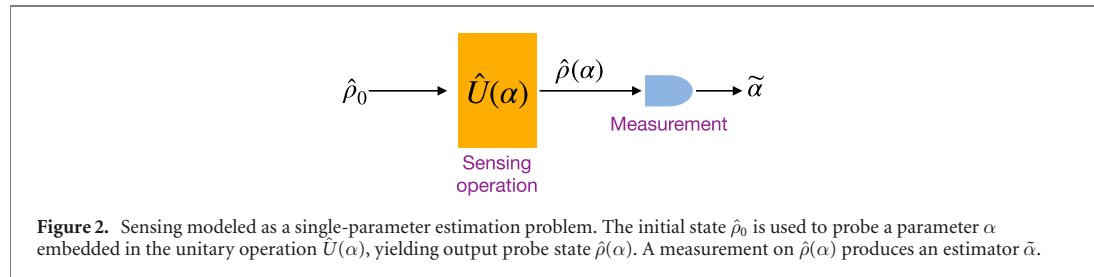 ρ̂₀
Û(α)
ρ̂(α)
α̃
Measurement
Sensing
operation
Figure 2. Sensing modeled as a single-parameter estimation problem. The initial state ρ̂₀ is used to probe a parameter α
embedded in the unitary operation Û(α), yielding output probe state ρ̂(α). A measurement on ρ̂(α) produces an estimator α̃.